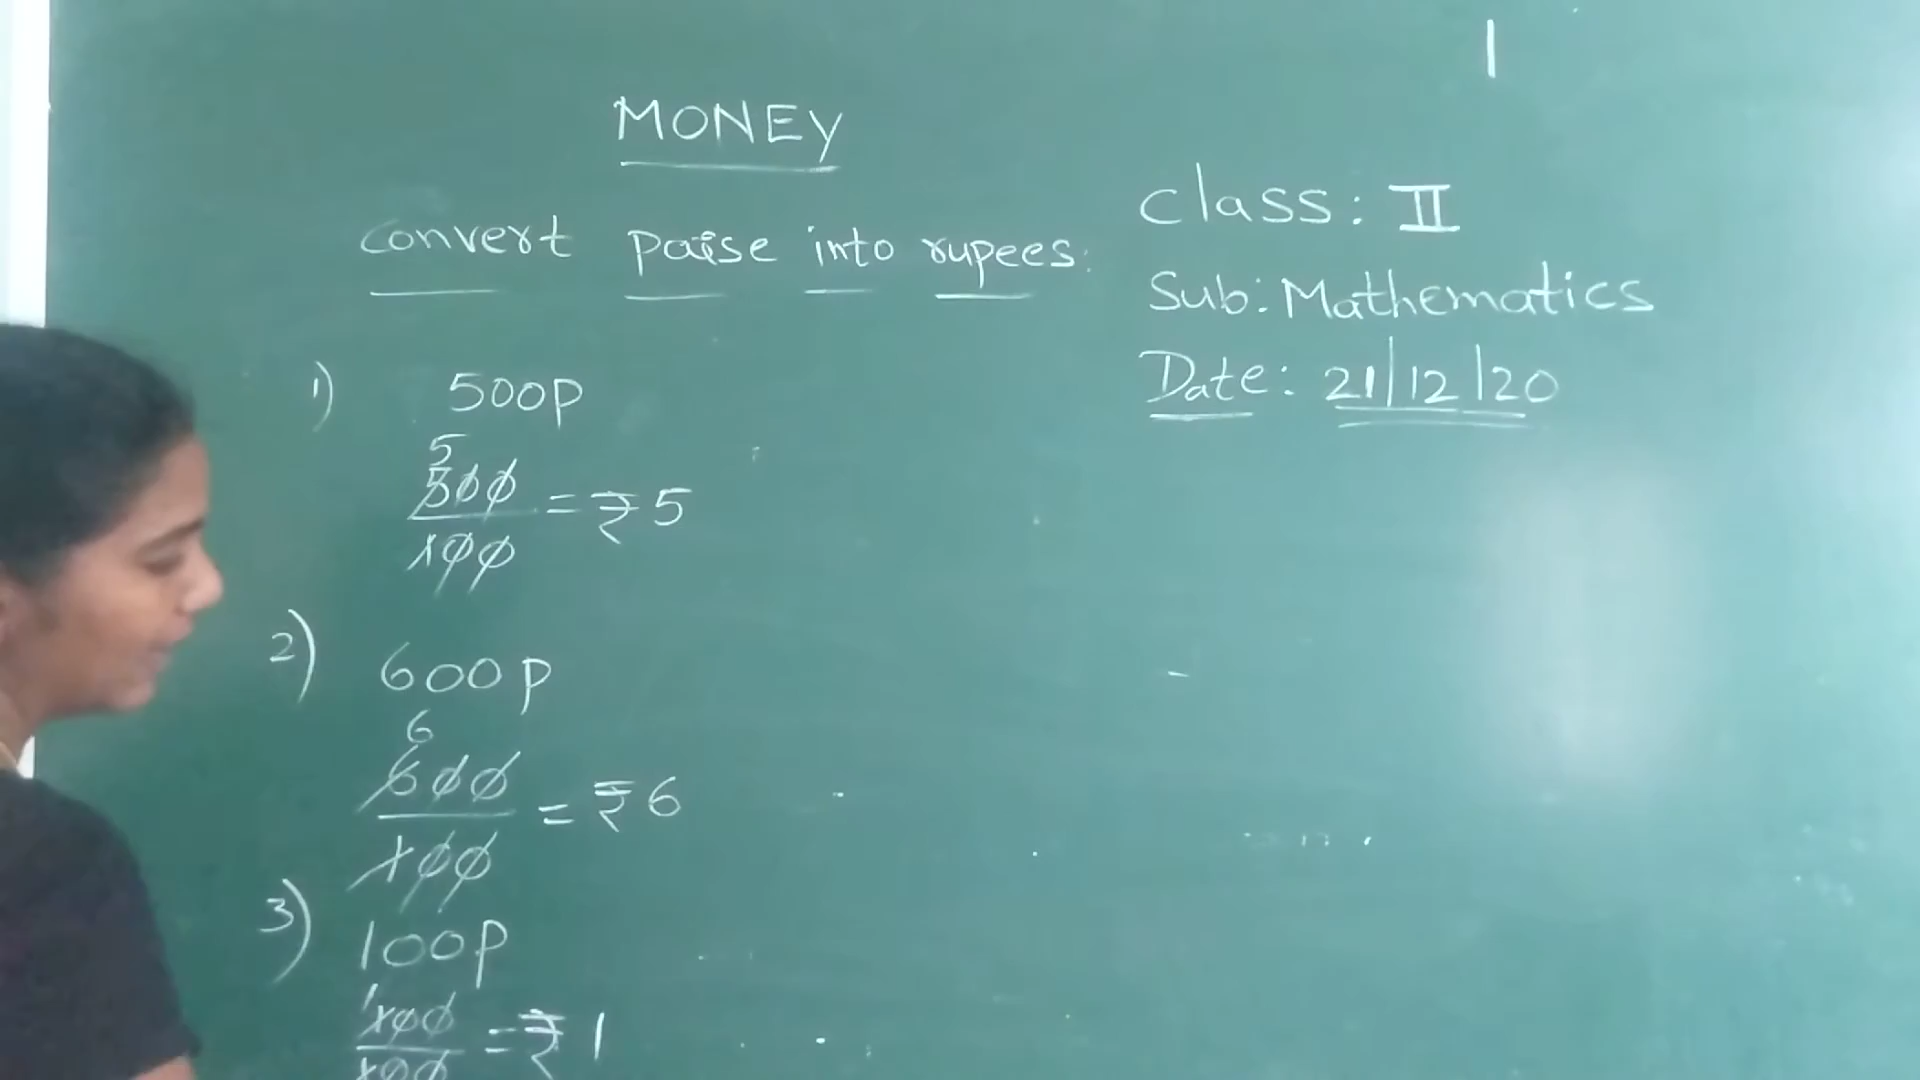 MONEY
convert paise into rupees:
1) 500p
5
500
100
= ₹ 5
2) 600p
6
600
100
= ₹ 6
3) 100p
1
100
100
= ₹ 1
Class: II
Sub: Mathematics
Date: 21/12/20